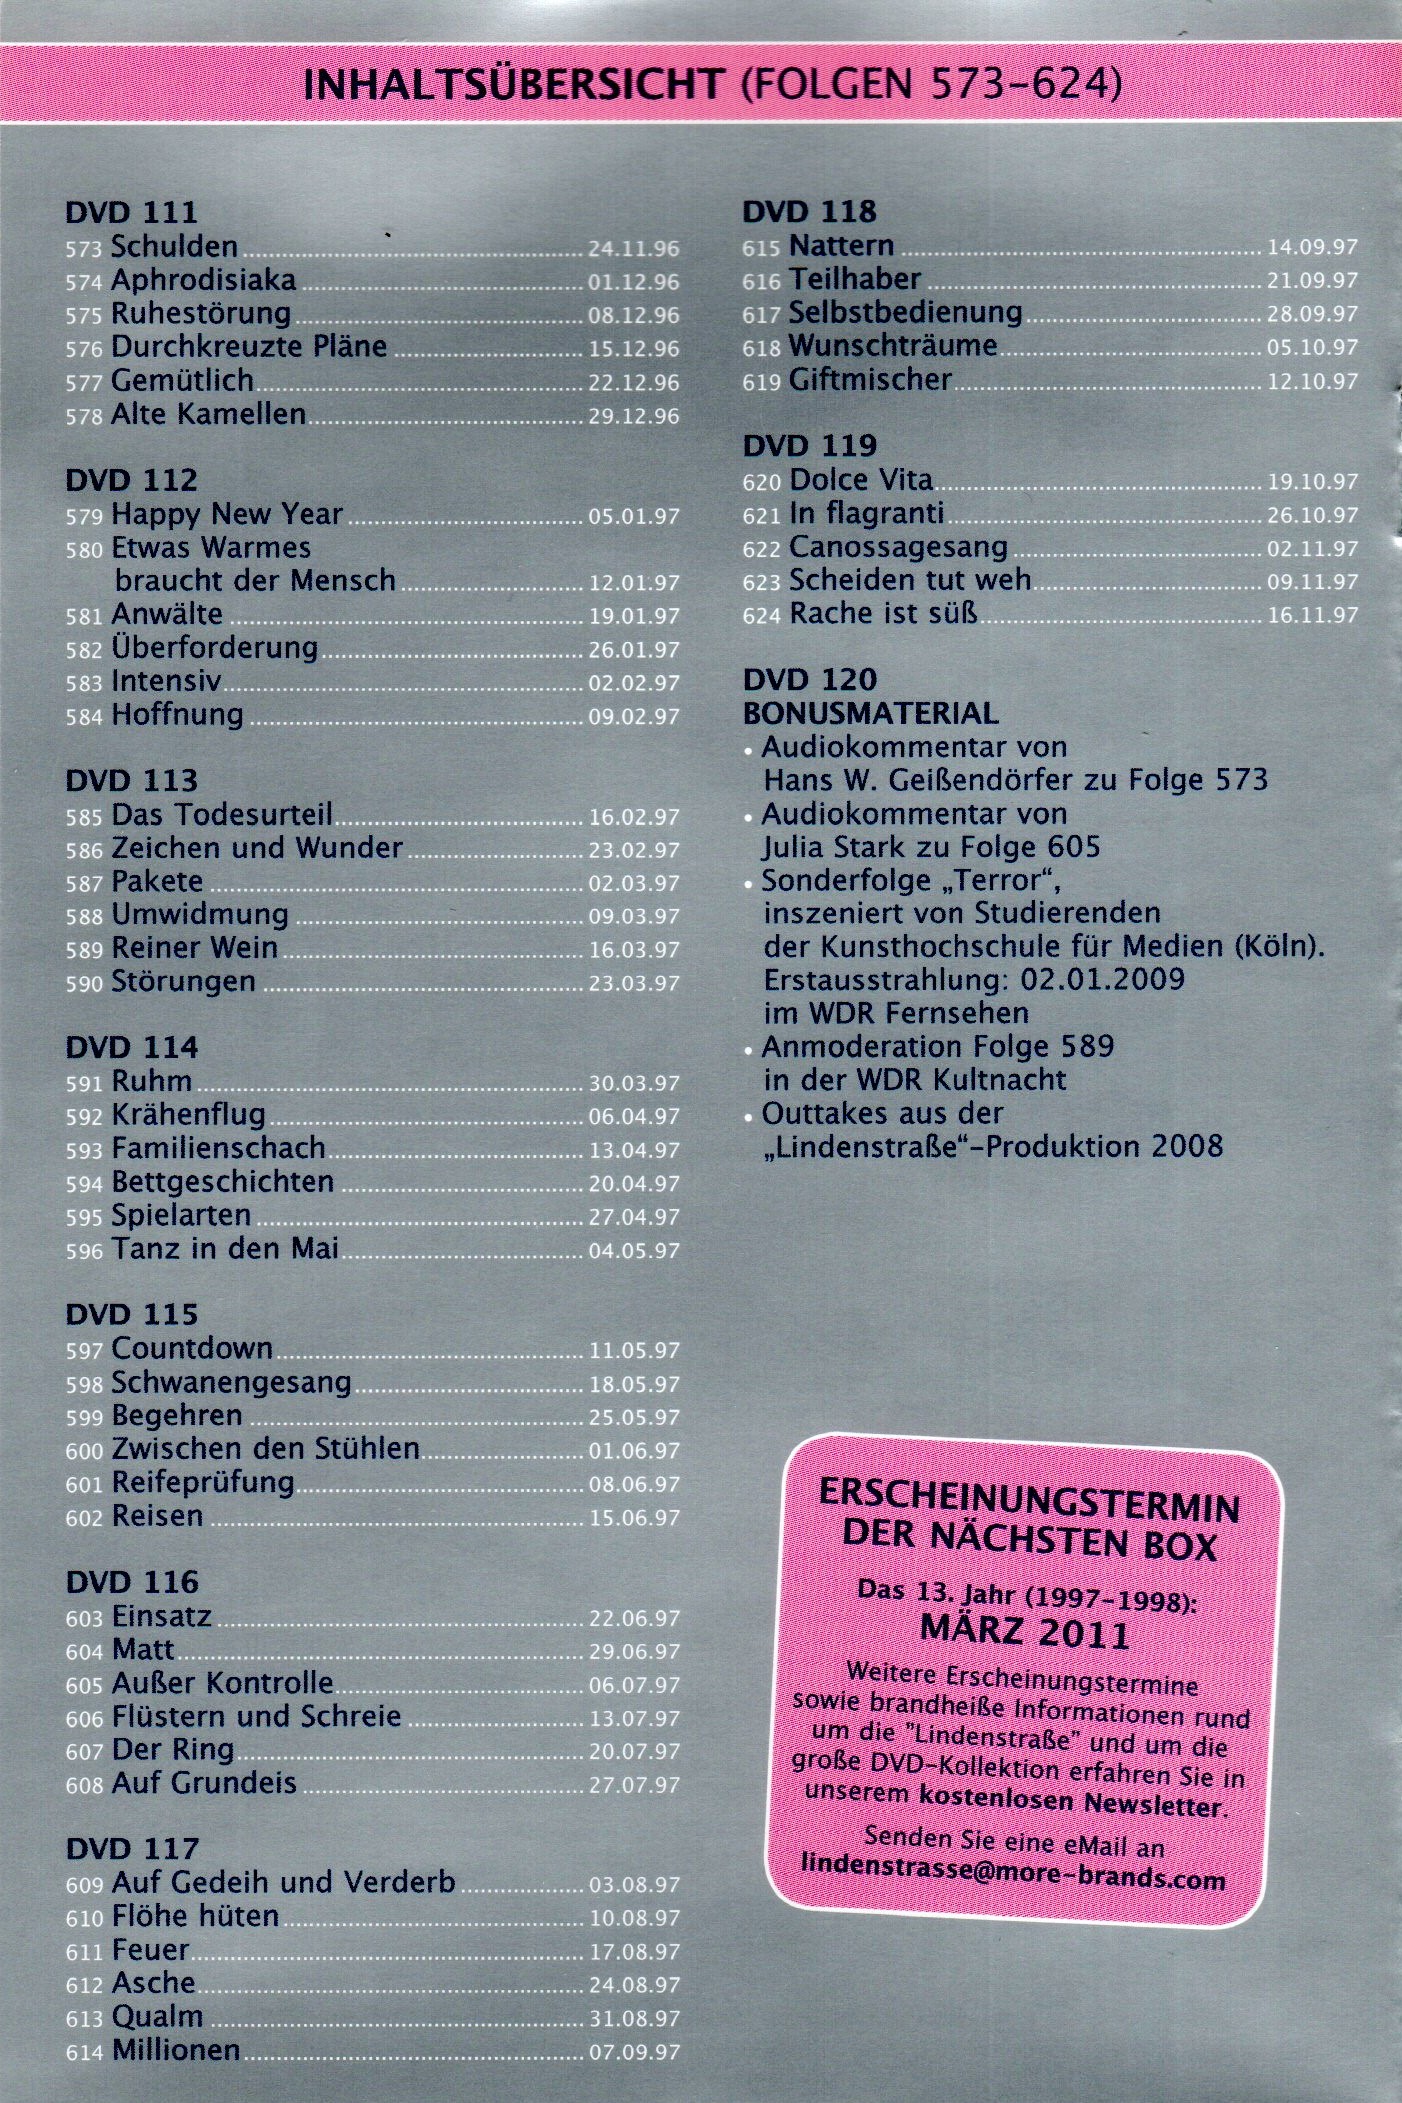 INHALTSÜBERSICHT (FOLGEN 573-624)
DVD 111
573 Schulden 24.11.96
574 Aphrodisiaka 01.12.96
575 Ruhestörung 08.12.96
576 Durchkreuzte Pläne 15.12.96
577 Gemütlich 22.12.96
578 Alte Kamellen 29.12.96
DVD 112
579 Happy New Year 05.01.97
580 Etwas Warmes
braucht der Mensch 12.01.97
581 Anwälte 19.01.97
582 Überforderung 26.01.97
583 Intensiv 02.02.97
584 Hoffnung 09.02.97
DVD 113
585 Das Todesurteil 16.02.97
586 Zeichen und Wunder 23.02.97
587 Pakete 02.03.97
588 Umwidmung 09.03.97
589 Reiner Wein 16.03.97
590 Störungen 23.03.97
DVD 114
591 Ruhm 30.03.97
592 Krähenflug 06.04.97
593 Familienschach 13.04.97
594 Bettgeschichten 20.04.97
595 Spielarten 27.04.97
596 Tanz in den Mai 04.05.97
DVD 115
597 Countdown 11.05.97
598 Schwanengesang 18.05.97
599 Begehren 25.05.97
600 Zwischen den Stühlen 01.06.97
601 Reifeprüfung 08.06.97
602 Reisen 15.06.97
DVD 116
603 Einsatz 22.06.97
604 Matt 29.06.97
605 Außer Kontrolle 06.07.97
606 Flüstern und Schreie 13.07.97
607 Der Ring 20.07.97
608 Auf Grundeis 27.07.97
DVD 117
609 Auf Gedeih und Verderb 03.08.97
610 Flöhe hüten 10.08.97
611 Feuer 17.08.97
612 Asche 24.08.97
613 Qualm 31.08.97
614 Millionen 07.09.97
DVD 118
615 Nattern 14.09.97
616 Teilhaber 21.09.97
617 Selbstbedienung 28.09.97
618 Wunschträume 05.10.97
619 Giftmischer 12.10.97
DVD 119
620 Dolce Vita 19.10.97
621 In flagranti 26.10.97
622 Canossagesang 02.11.97
623 Scheiden tut weh 09.11.97
624 Rache ist süß 16.11.97
DVD 120
BONUSMATERIAL
• Audiokommentar von
Hans W. Geißendörfer zu Folge 573
• Audiokommentar von
Julia Stark zu Folge 605
• Sonderfolge „Terror“,
inszeniert von Studierenden
der Kunsthochschule für Medien (Köln).
Erstausstrahlung: 02.01.2009
im WDR Fernsehen
• Anmoderation Folge 589
in der WDR Kultnacht
• Outtakes aus der
„Lindenstraße“-Produktion 2008
ERSCHEINUNGSTERMIN
DER NÄCHSTEN BOX
Das 13. Jahr (1997-1998):
MÄRZ 2011
Weitere Erscheinungstermine
sowie brandheiße Informationen rund
um die "Lindenstraße" und um die
große DVD-Kollektion erfahren Sie in
unserem kostenlosen Newsletter.
Senden Sie eine eMail an
lindenstrasse@more-brands.com